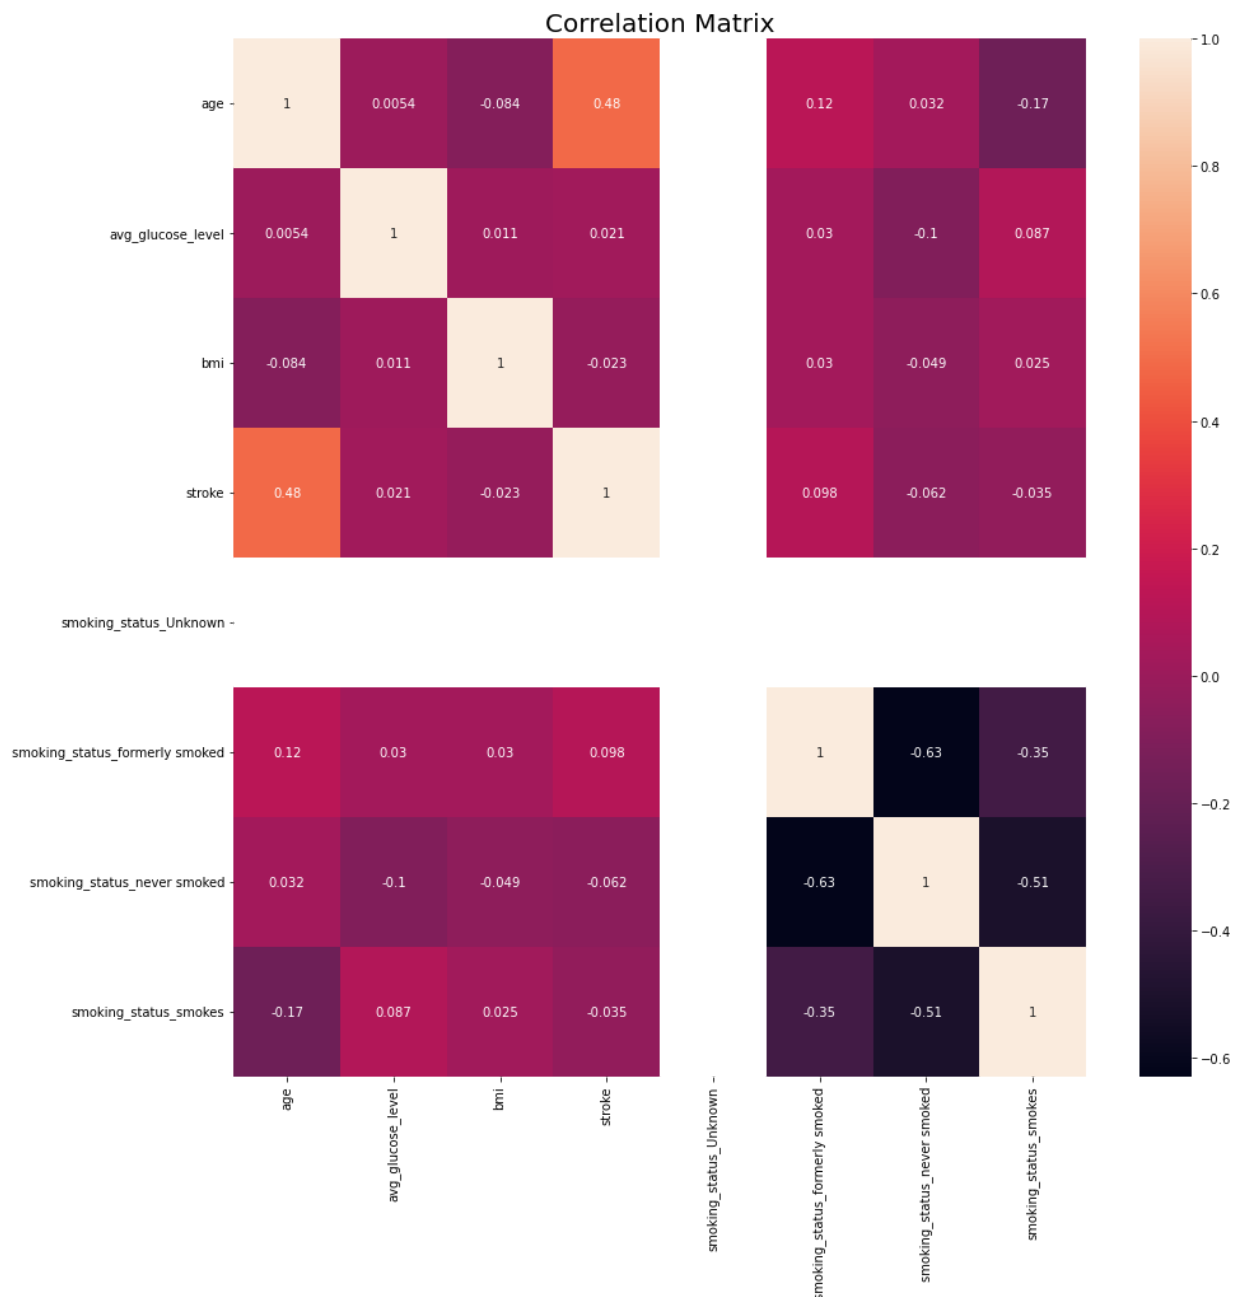 Correlation Matrix
age 1 0.0054 -0.084 0.48 0.12 0.032 -0.17
avg_glucose_level 0.0054 1 0.011 0.021 0.03 -0.1 0.087
bmi -0.084 0.011 1 -0.023 0.03 -0.049 0.025
stroke 0.48 0.021 -0.023 1 0.098 -0.062 -0.035
smoking_status_Unknown
smoking_status_formerly smoked 0.12 0.03 0.03 0.098 1 -0.63 -0.35
smoking_status_never smoked 0.032 -0.1 -0.049 -0.062 -0.63 1 -0.51
smoking_status_smokes -0.17 0.087 0.025 -0.035 -0.35 -0.51 1
age
avg_glucose_level
bmi
stroke
smoking_status_Unknown
smoking_status_formerly smoked
smoking_status_never smoked
smoking_status_smokes
1.0
0.8
0.6
0.4
0.2
0.0
−0.2
−0.4
−0.6